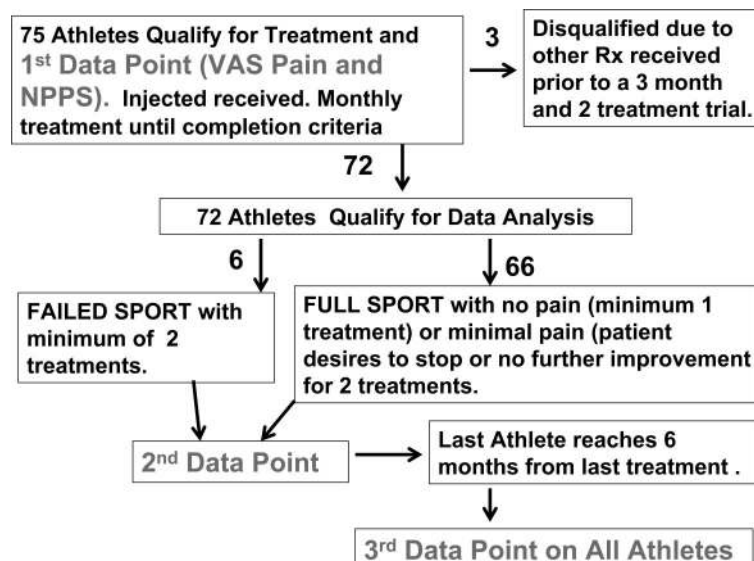 75 Athletes Qualify for Treatment and
1st Data Point (VAS Pain and
NPPS). Injected received. Monthly
treatment until completion criteria
3
Disqualified due to
other Rx received
prior to a 3 month
and 2 treatment trial.
72
72 Athletes Qualify for Data Analysis
6
66
FAILED SPORT with
minimum of 2
treatments.
FULL SPORT with no pain (minimum 1
treatment) or minimal pain (patient
desires to stop or no further improvement
for 2 treatments.
2nd Data Point
Last Athlete reaches 6
months from last treatment .
3rd Data Point on All Athletes